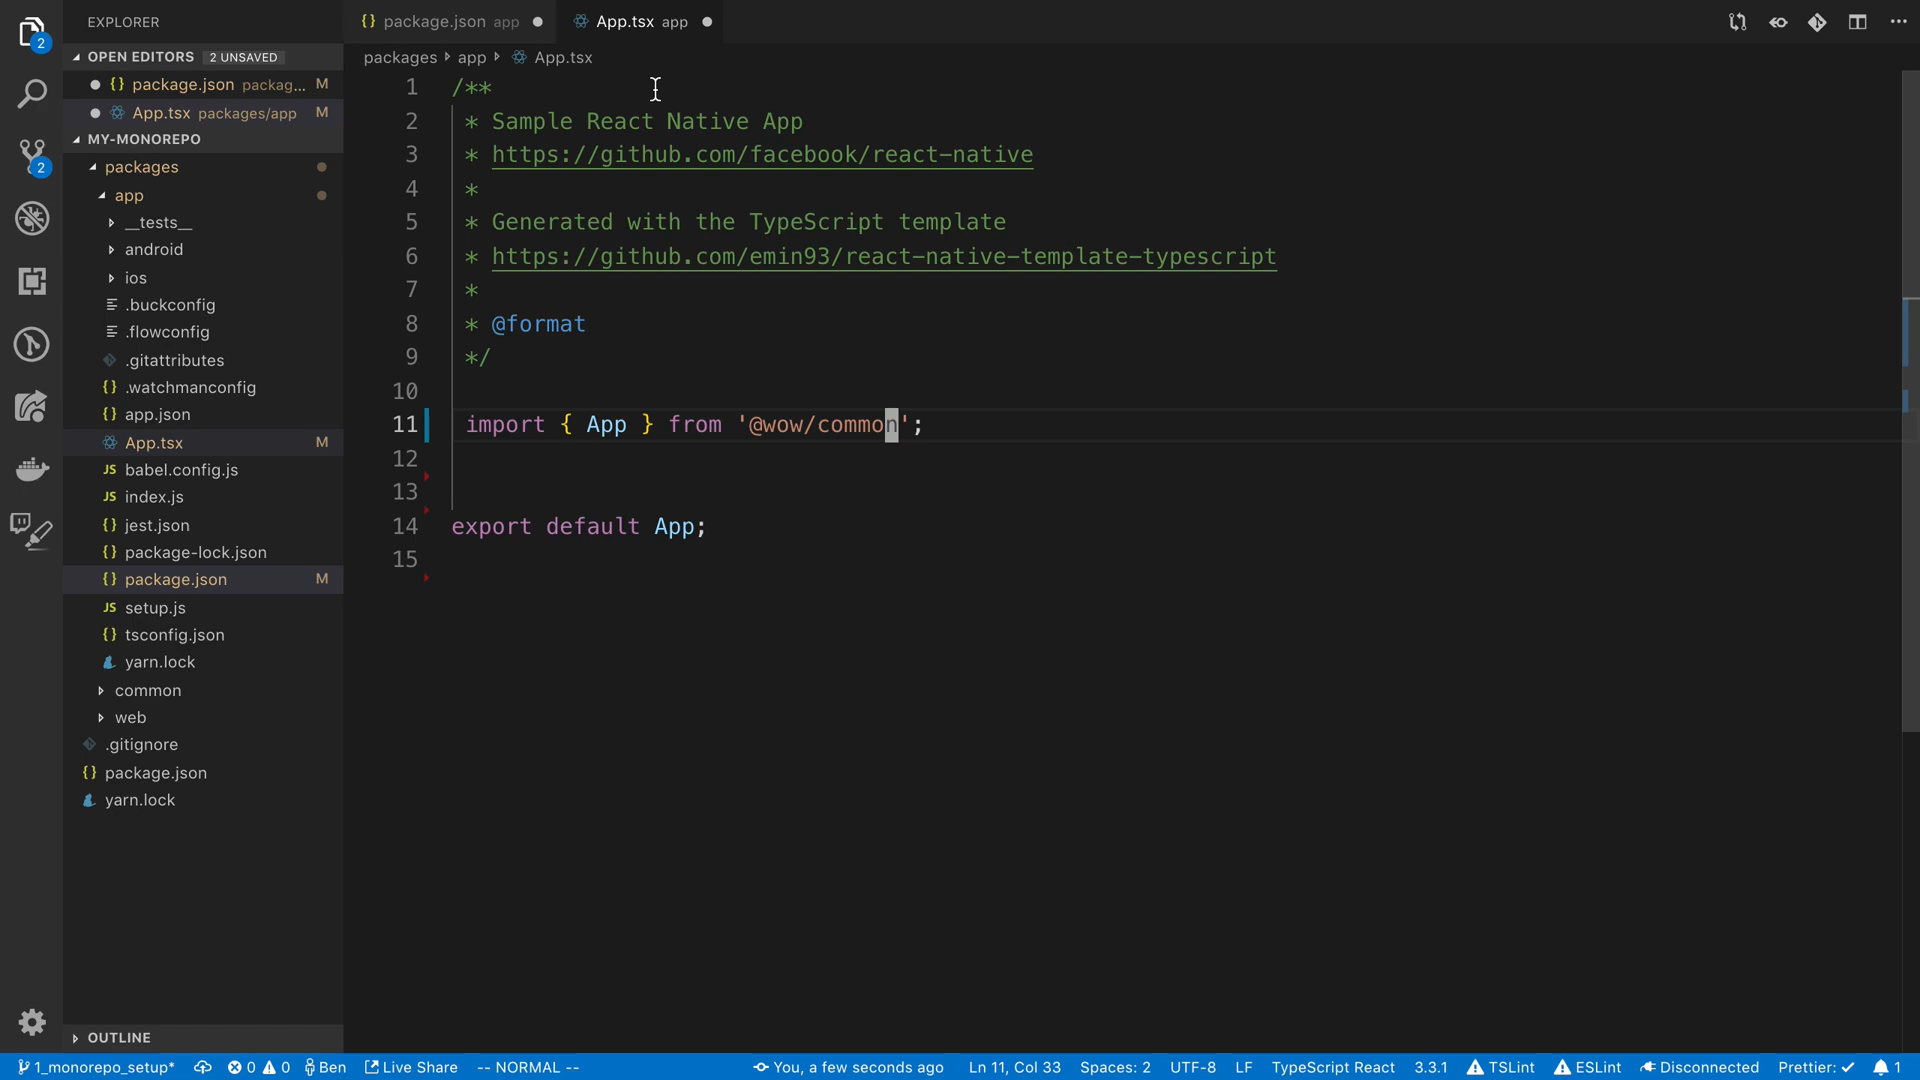 EXPLORER
OPEN EDITORS 2 UNSAVED
{} package.json packag... M
App.tsx packages/app M
MY-MONOREPO
packages
app
__tests__
android
ios
.buckconfig
.flowconfig
.gitattributes
{} .watchmanconfig
{} app.json
App.tsx M
JS babel.config.js
JS index.js
{} jest.json
{} package-lock.json
{} package.json M
JS setup.js
{} tsconfig.json
yarn.lock
common
web
.gitignore
{} package.json
yarn.lock
OUTLINE
2
2
{} package.json app
App.tsx app
packages app App.tsx
1 /**
2 * Sample React Native App
3 * https://github.com/facebook/react-native
4 *
5 * Generated with the TypeScript template
6 * https://github.com/emin93/react-native-template-typescript
7 *
8 * @format
9 */
10
11 import { App } from '@wow/common';
12
13
14 export default App;
15
1_monorepo_setup* 0 0 Ben Live Share -- NORMAL -- You, a few seconds ago Ln 11, Col 33 Spaces: 2 UTF-8 LF TypeScript React 3.3.1 TSLint ESLint Disconnected Prettier: ✓ 1